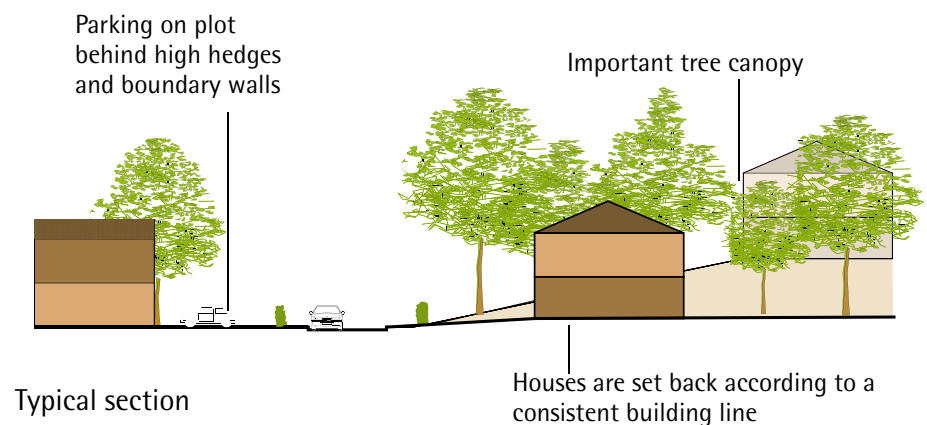 Parking on plot
behind high hedges
and boundary walls
Important tree canopy
Typical section
Houses are set back according to a
consistent building line